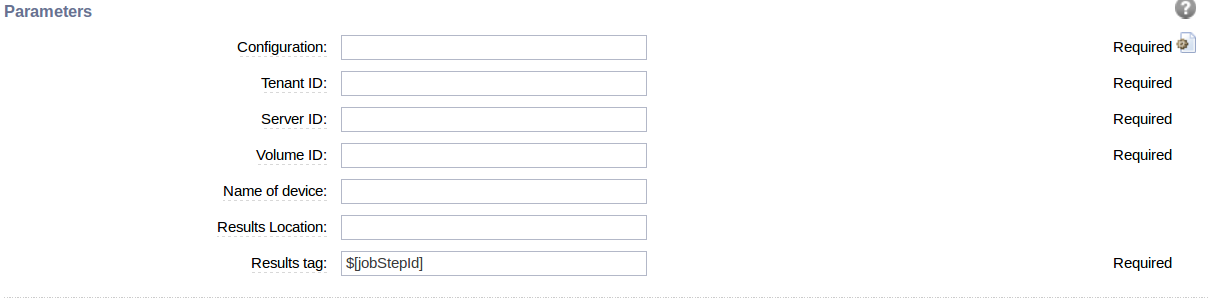 Parameters ?
Configuration: Required
Tenant ID: Required
Server ID: Required
Volume ID: Required
Name of device:
Results Location:
Results tag: $[jobStepId] Required